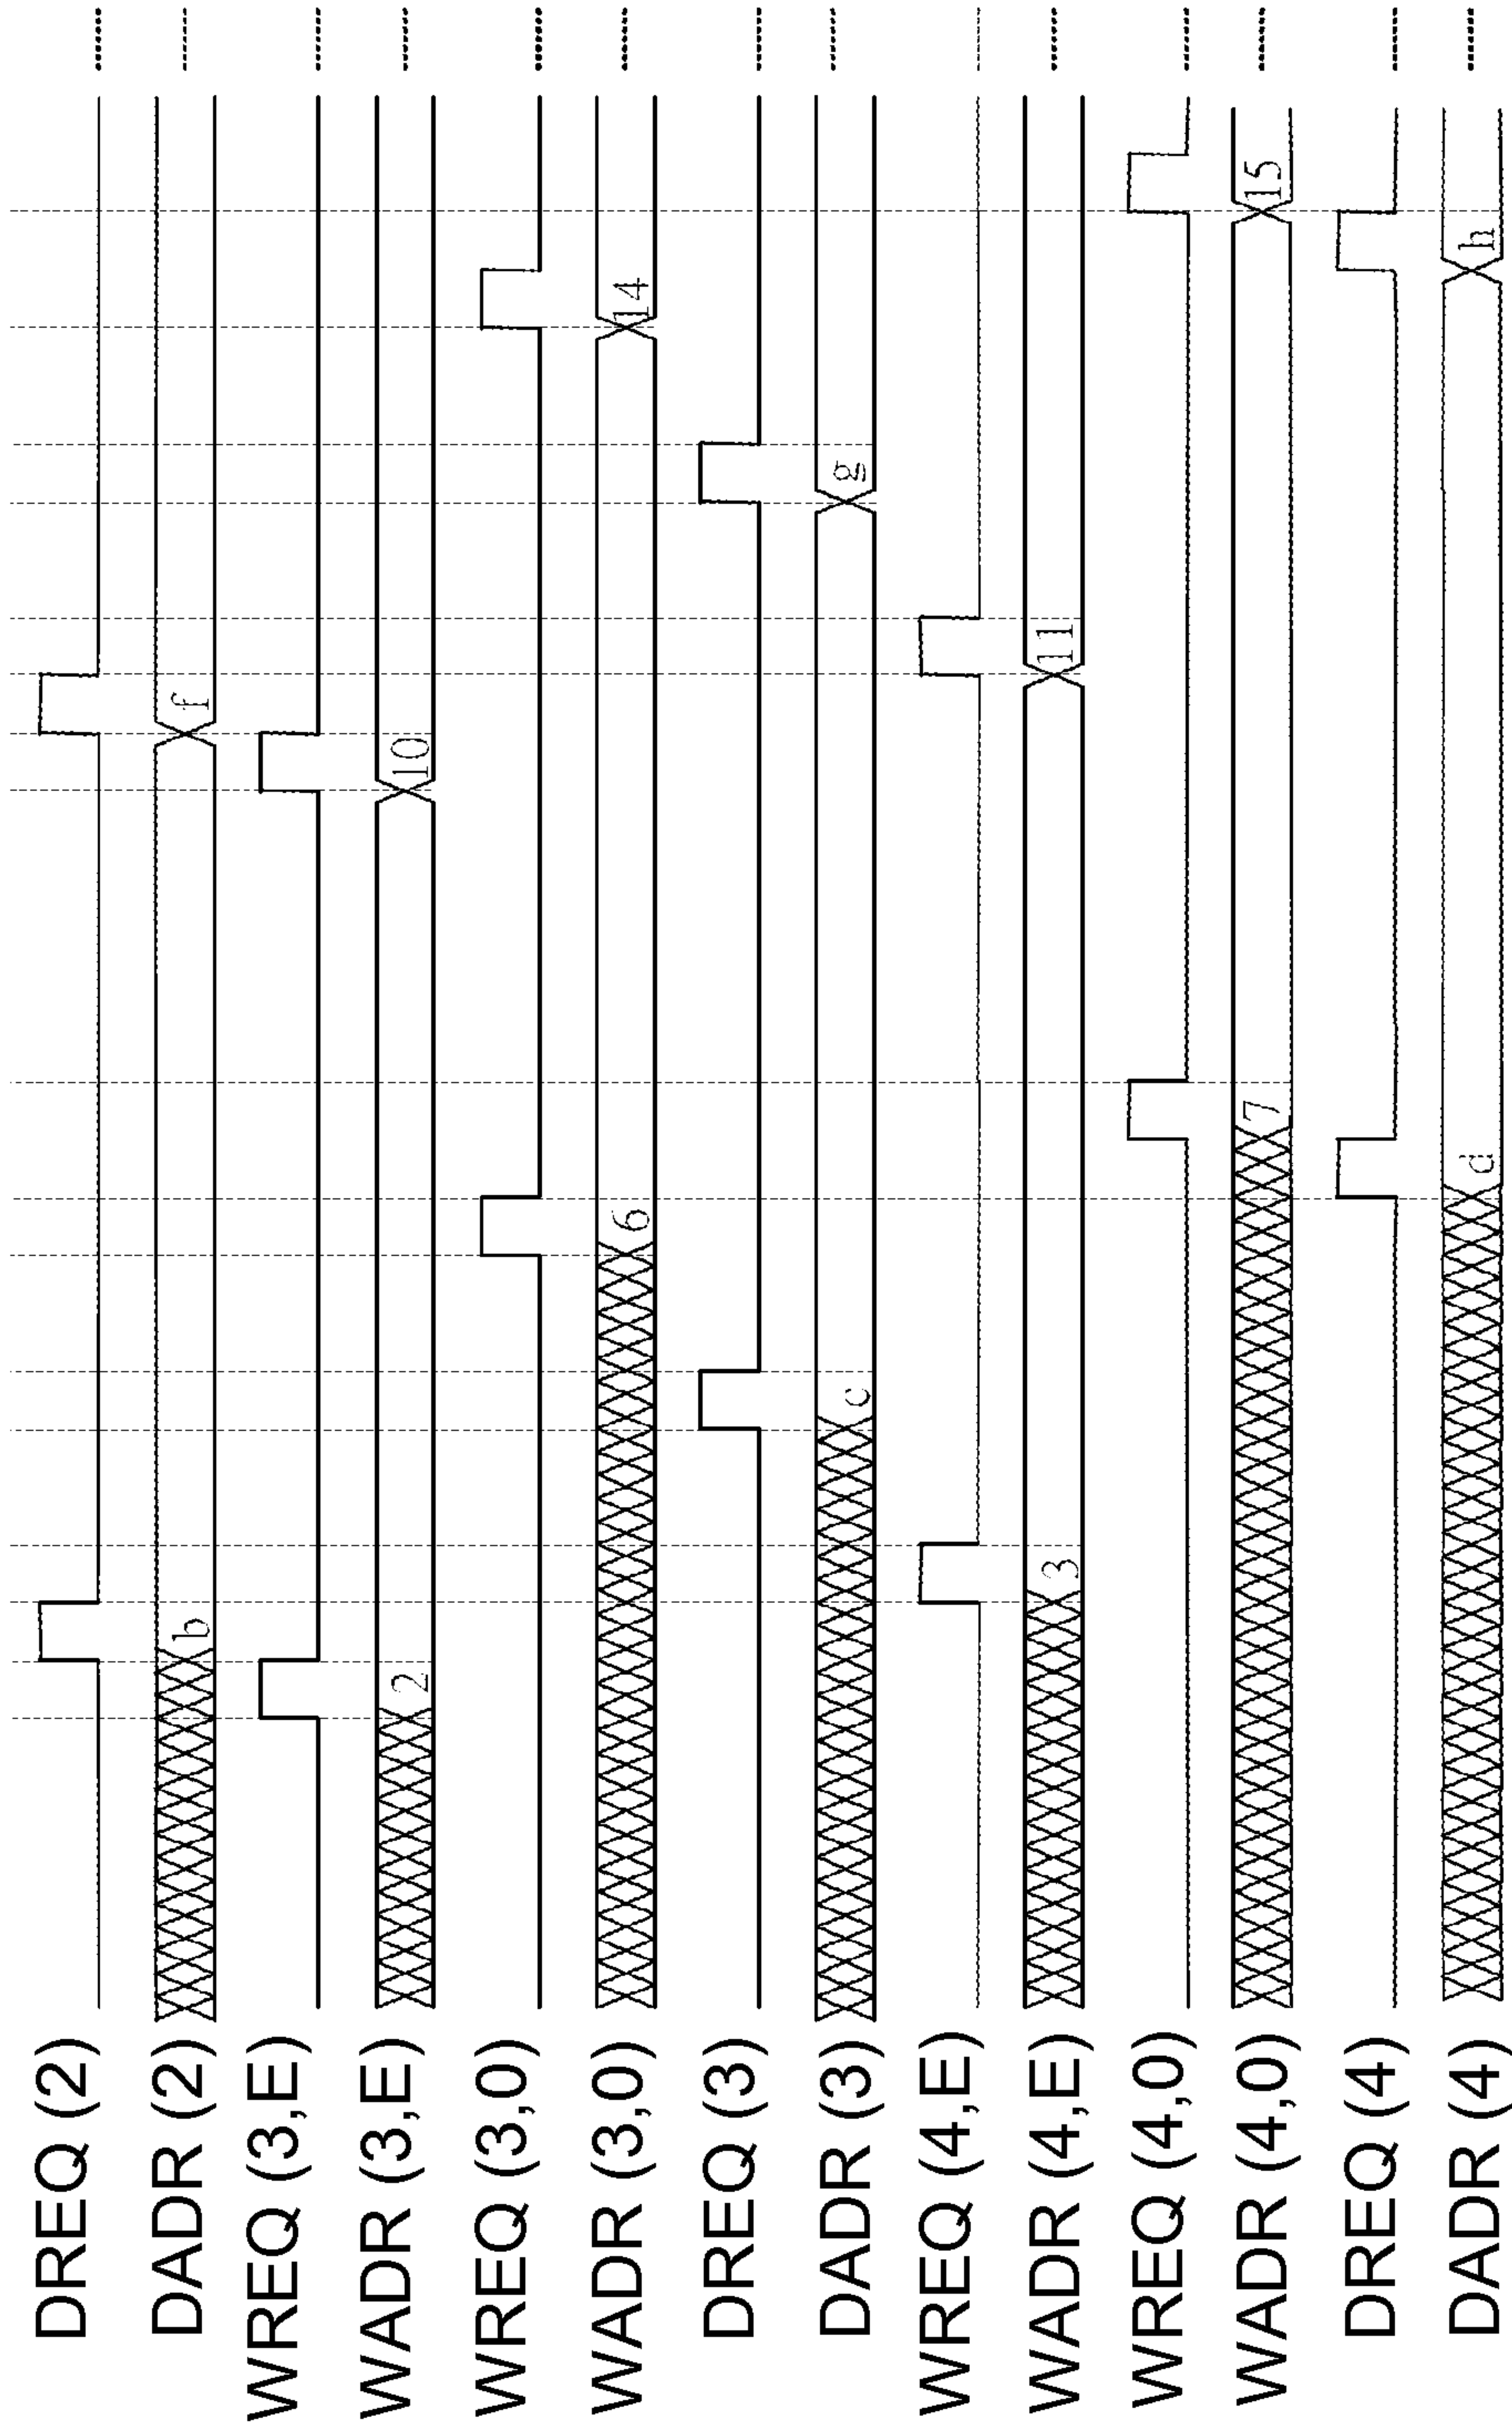 DREQ (2)
DADR (2) b f
WREQ (3,E)
WADR (3,E) 2 10
WREQ (3,0)
WADR (3,0) 6 14
DREQ (3)
DADR (3) c g
WREQ (4,E)
WADR (4,E) 3 11
WREQ (4,0)
WADR (4,0) 7 15
DREQ (4)
DADR (4) d h